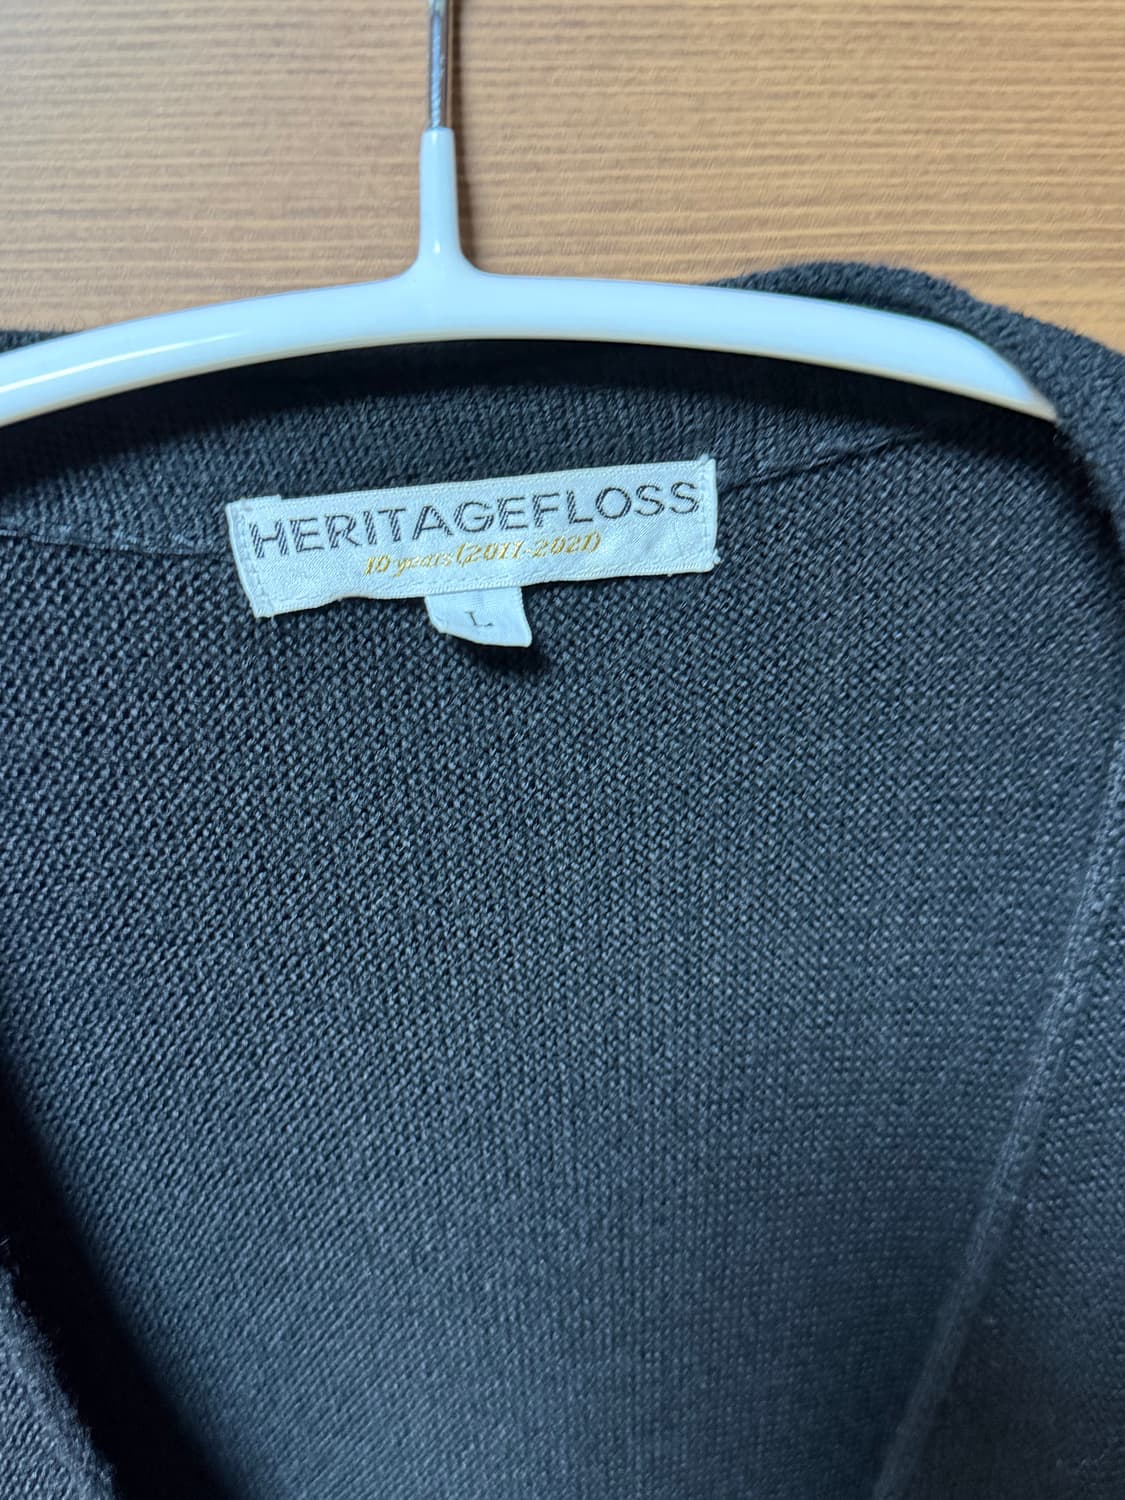 HERITAGEFLOSS
10 years(2011-2021)
L